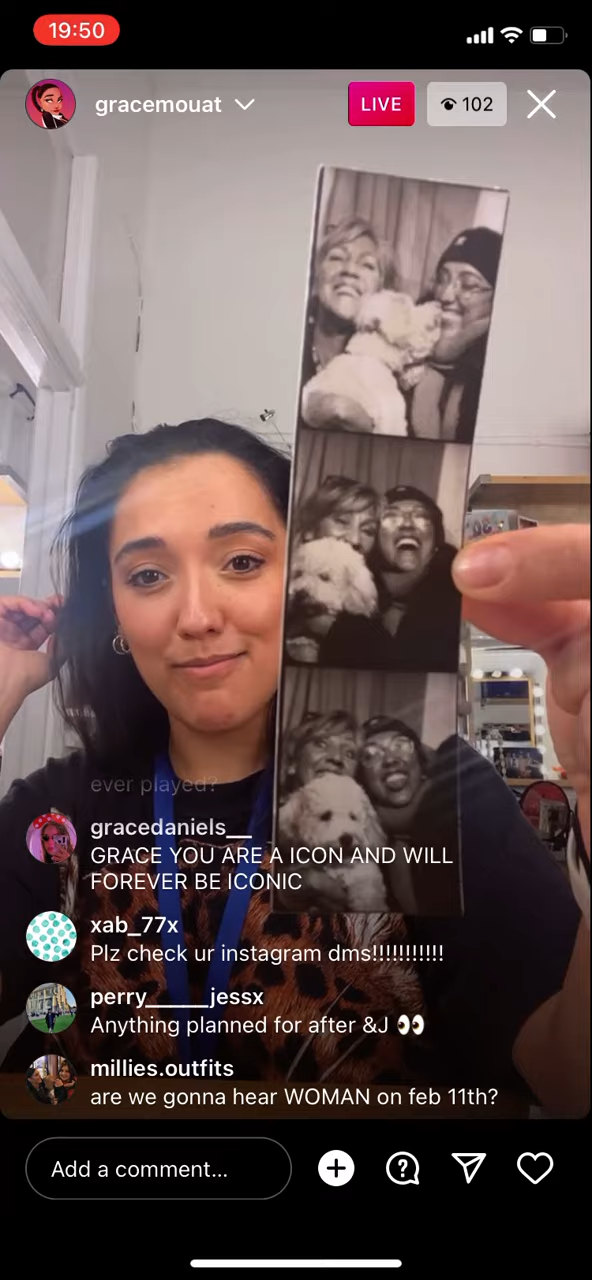 19:50
gracemouat
LIVE
102
ever played?
gracedaniels__
GRACE YOU ARE A ICON AND WILL
FOREVER BE ICONIC
xab_77x
Plz check ur instagram dms!!!!!!!!!!!
perry_____jessx
Anything planned for after &J 👀
millies.outfits
are we gonna hear WOMAN on feb 11th?
Add a comment...